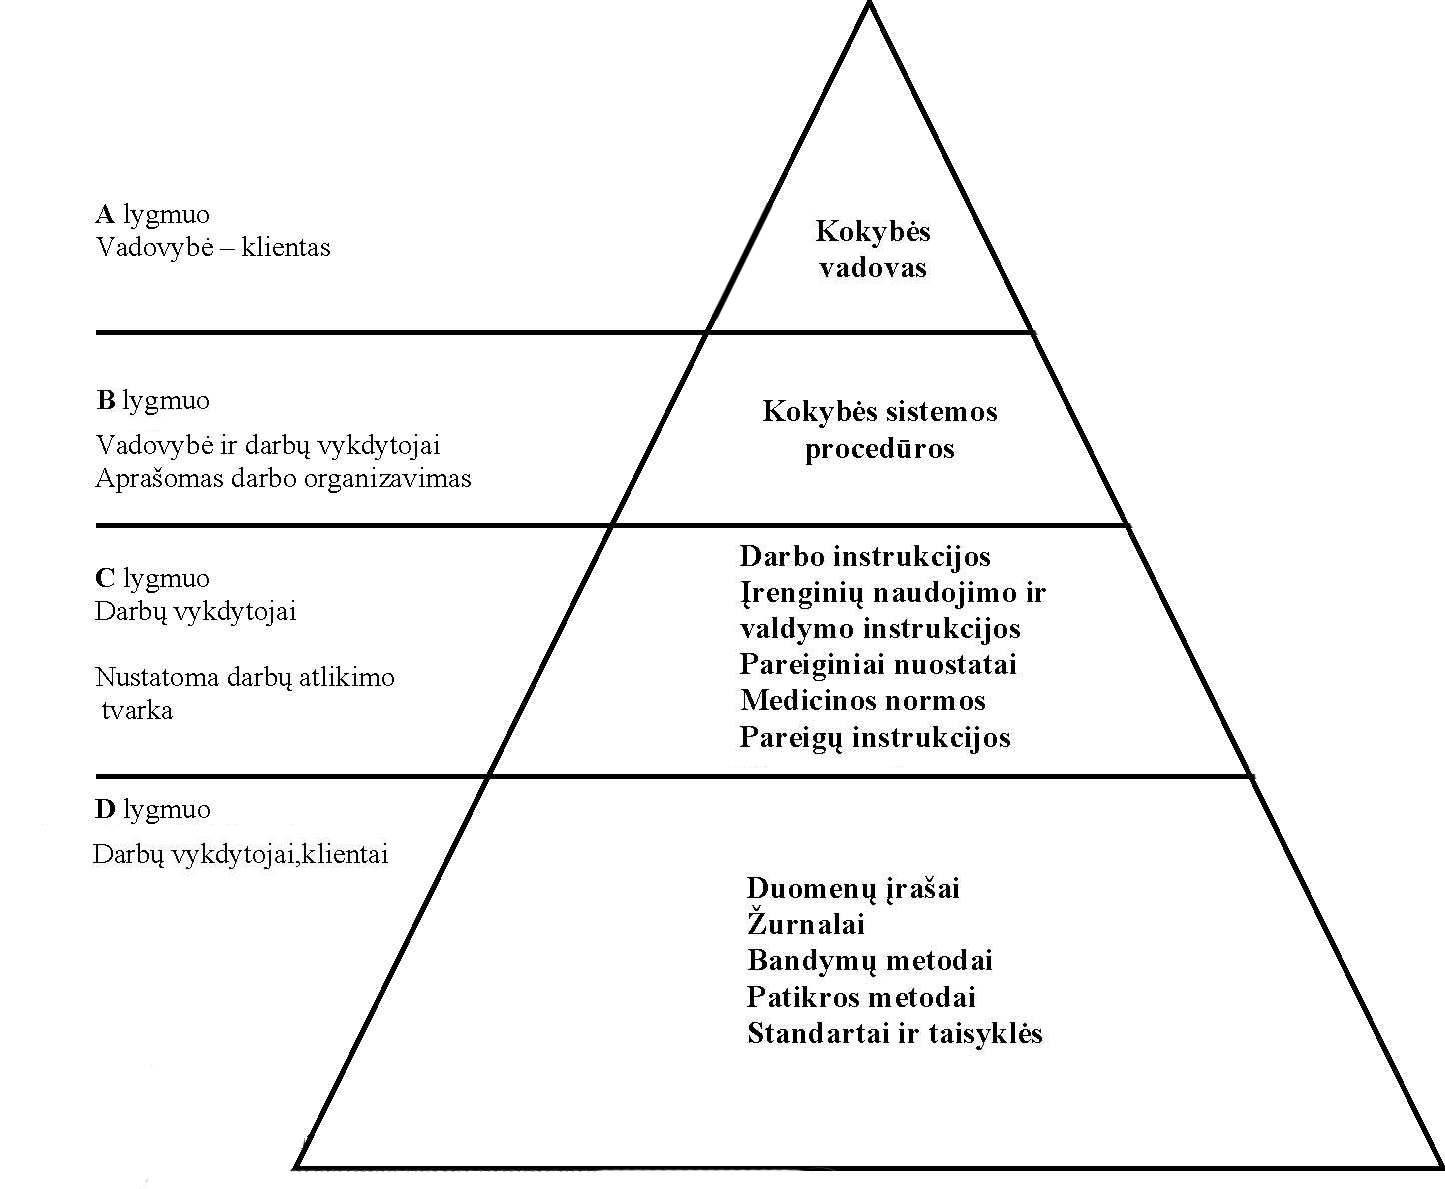 A lygmuo
Vadovybė – klientas
Kokybės
vadovas
B lygmuo
Vadovybė ir darbų vykdytojai
Aprašomas darbo organizavimas
Kokybės sistemos
procedūros
C lygmuo
Darbų vykdytojai
Nustatoma darbų atlikimo
tvarka
Darbo instrukcijos
Įrenginių naudojimo ir
valdymo instrukcijos
Pareiginiai nuostatai
Medicinos normos
Pareigų instrukcijos
D lygmuo
Darbų vykdytojai,klientai
Duomenų įrašai
Žurnalai
Bandymų metodai
Patikros metodai
Standartai ir taisyklės